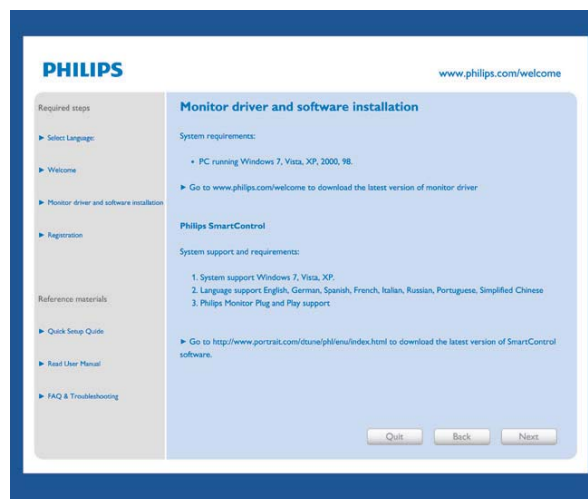 PHILIPS
www.philips.com/welcome
Required steps
► Select Language:
► Welcome
► Monitor driver and software installation
► Registration
Reference materials
► Quick Setup Guide
► Read User Manual
► FAQ & Troubleshooting
Monitor driver and software installation
System requirements:
• PC running Windows 7, Vista, XP, 2000, 98.
► Go to www.philips.com/welcome to download the latest version of monitor driver
Philips SmartControl
System support and requirements:
1. System support Windows 7, Vista, XP.
2. Language support English, German, Spanish, French, Italian, Russian, Portuguese, Simplified Chinese
3. Philips Monitor Plug and Play support
► Go to http://www.portrait.com/dtune/phl/enu/index.html to download the latest version of SmartControl
software.
Quit
Back
Next